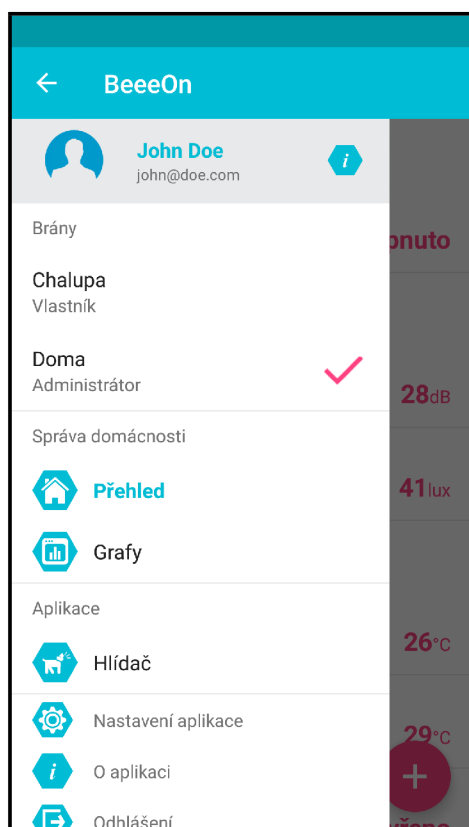 BeeeOn
John Doe
john@doe.com
Brány
Chalupa
Vlastník
Doma
Administrátor
28dB
Správa domácnosti
Přehled
41lux
Grafy
Aplikace
26°C
Hlídač
Nastavení aplikace
29°C
O aplikaci
Odhlášení